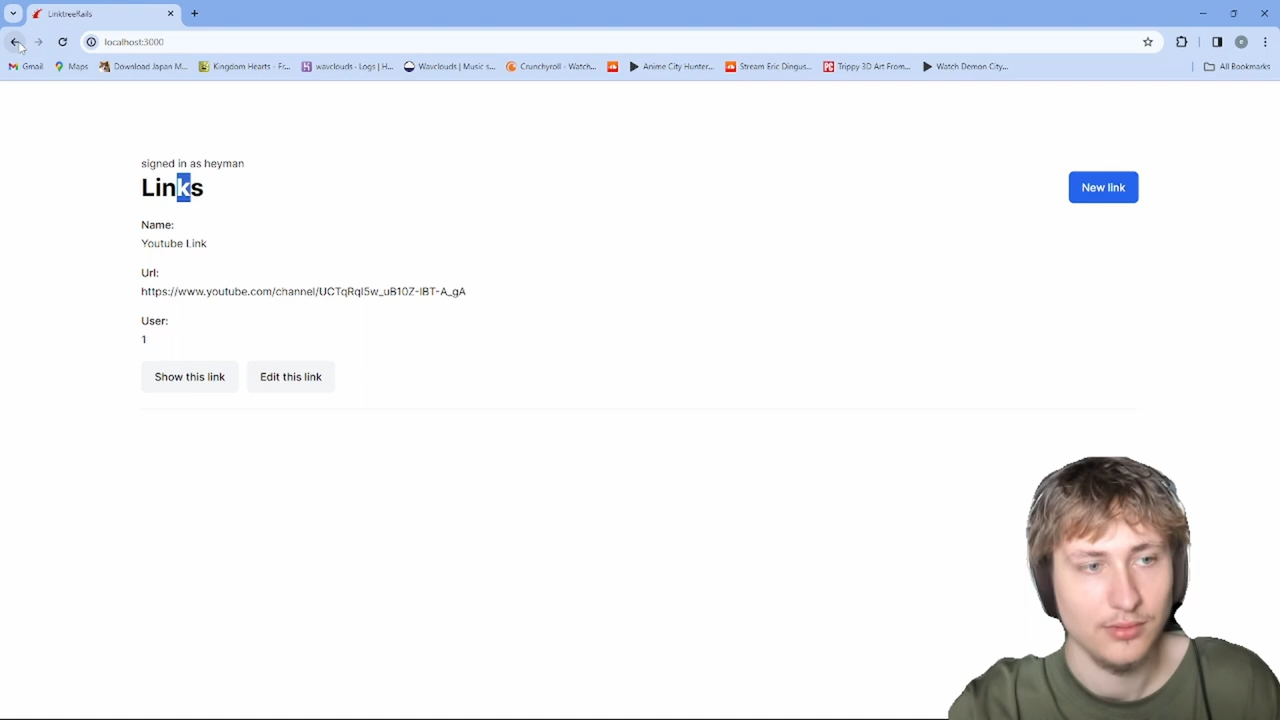 LinktreeRails
localhost:3000
Gmail Maps Download Japan M... Kingdom Hearts - Fr... wavclouds - Logs | H... Wavclouds | Music s... Crunchyroll - Watch... Anime City Hunter... Stream Eric Dingus... Trippy 3D Art From... Watch Demon City... All Bookmarks
signed in as heyman
Links
New link
Name:
Youtube Link
Url:
https://www.youtube.com/channel/UCTqRqI5w_uB10Z-IBT-A_gA
User:
1
Show this link Edit this link